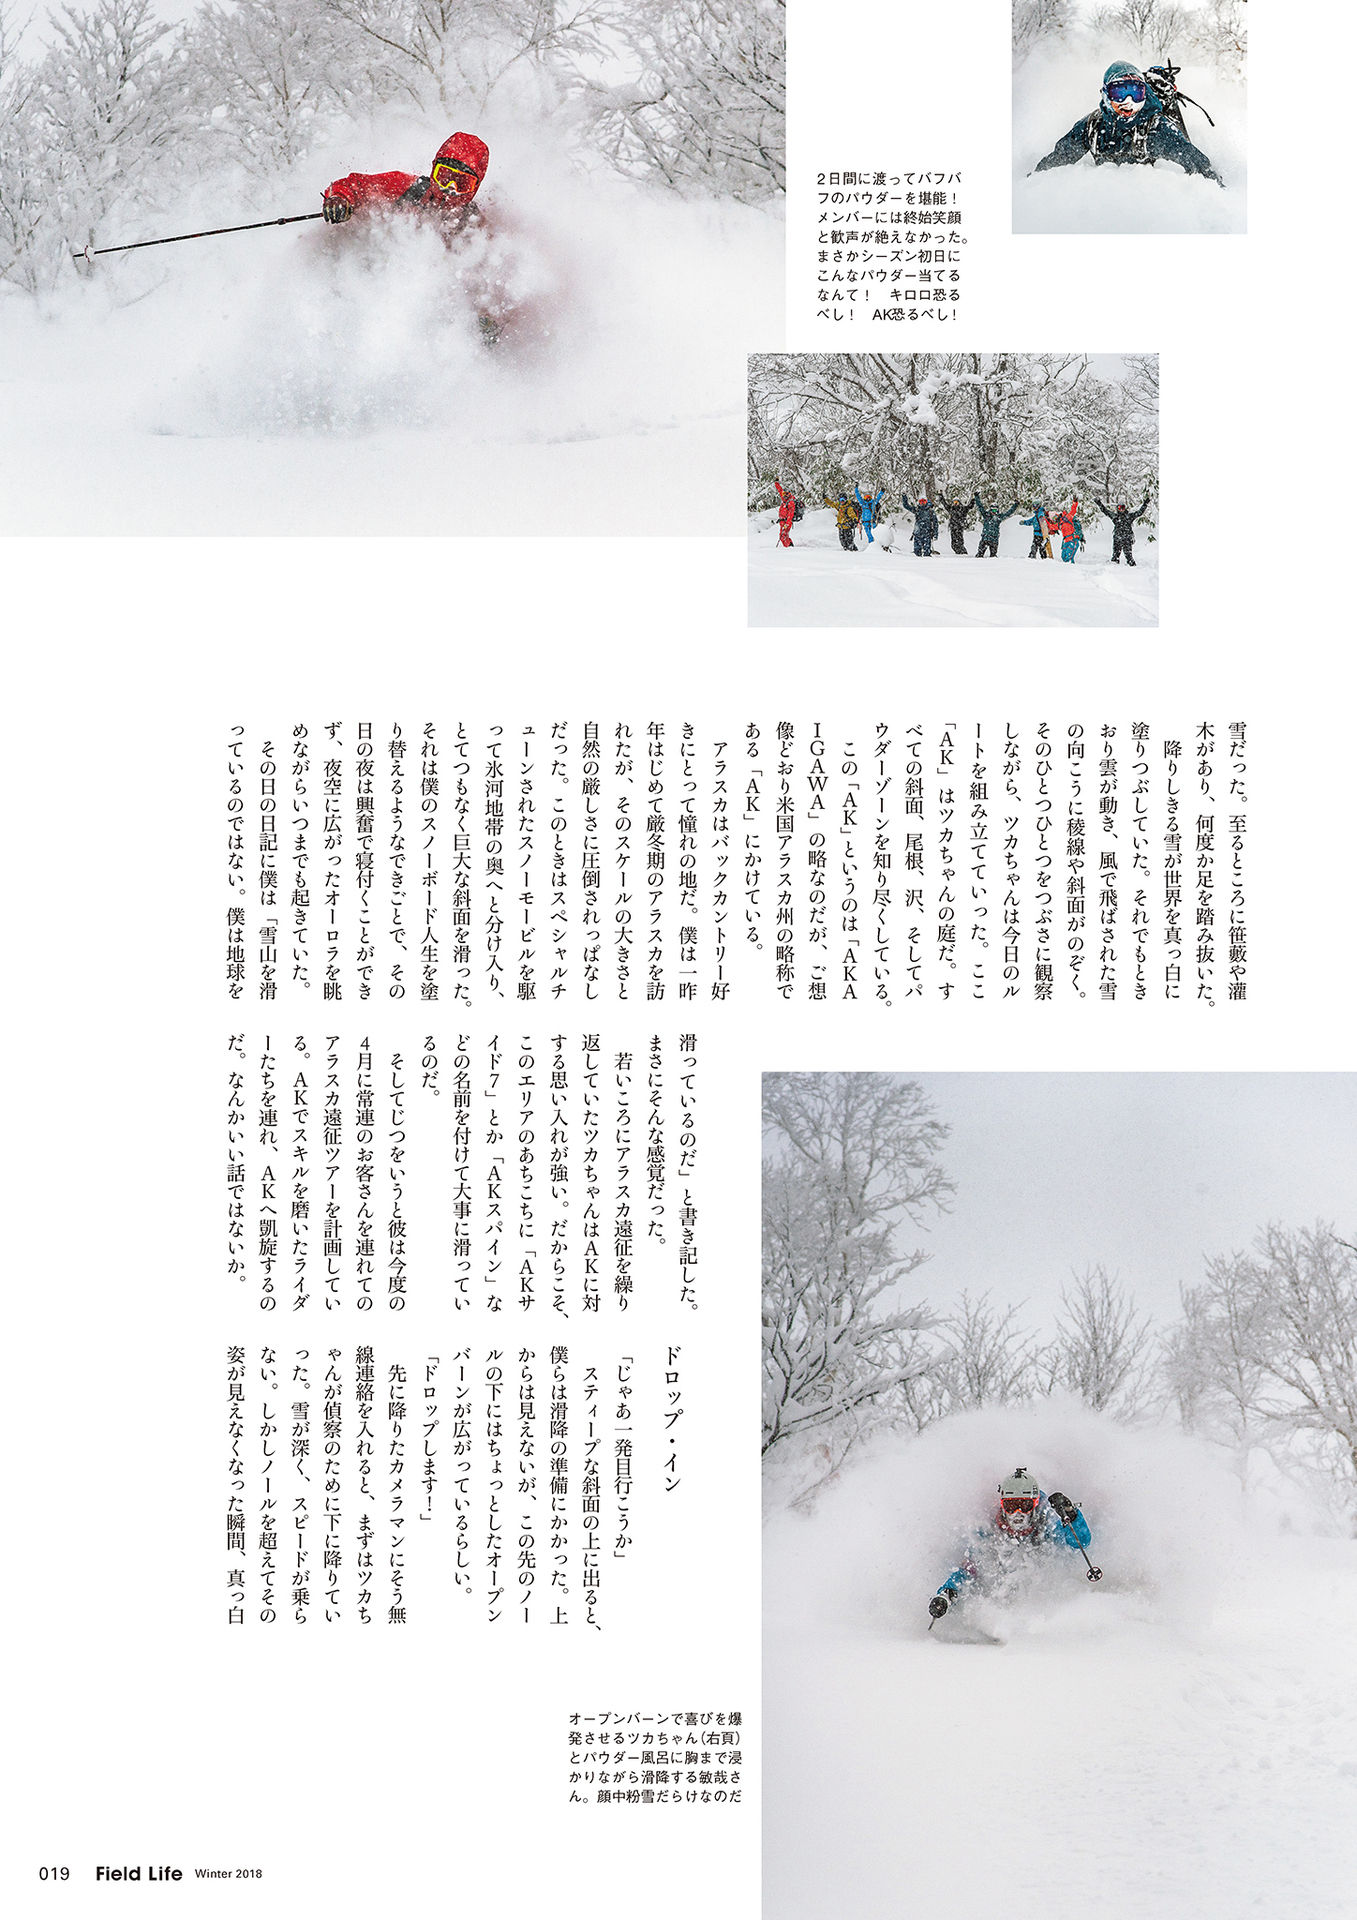 2日間に渡ってバフバ
フのパウダーを堪能！
メンバーには終始笑顔
と歓声が絶えなかった。
まさかシーズン初日に
こんなパウダー当てる
なんて！　キロロ恐る
べし！　AK恐るべし！
雪だった。至るところに笹藪や灌
木があり、何度か足を踏み抜いた。
　降りしきる雪が世界を真っ白に
塗りつぶしていた。それでもとき
おり雲が動き、風で飛ばされた雪
の向こうに稜線や斜面がのぞく。
そのひとつひとつをつぶさに観察
しながら、ツカちゃんは今日のル
ートを組み立てていった。ここ
「AK」はツカちゃんの庭だ。す
べての斜面、尾根、沢、そしてパ
ウダーゾーンを知り尽くしている。
　この「AK」というのは「AKA
IGAWA」の略なのだが、ご想
像どおり米国アラスカ州の略称で
ある「AK」にかけている。
　アラスカはバックカントリー好
きにとって憧れの地だ。僕は一昨
年はじめて厳冬期のアラスカを訪
れたが、そのスケールの大きさと
自然の厳しさに圧倒されっぱなし
だった。このときはスペシャルチ
ューンされたスノーモービルを駆
って氷河地帯の奥へと分け入り、
とてつもなく巨大な斜面を滑った。
それは僕のスノーボード人生を塗
り替えるようなできごとで、その
日の夜は興奮で寝付くことができ
ず、夜空に広がったオーロラを眺
めながらいつまでも起きていた。
　その日の日記に僕は「雪山を滑
っているのではない。僕は地球を
滑っているのだ」と書き記した。
まさにそんな感覚だった。
　若いころにアラスカ遠征を繰り
返していたツカちゃんはAKに対
する思い入れが強い。だからこそ、
このエリアのあちこちに「AKサ
イド7」とか「AKスパイン」な
どの名前を付けて大事に滑ってい
るのだ。
　そしてじつをいうと彼は今度の
4月に常連のお客さんを連れての
アラスカ遠征ツアーを計画してい
る。AKでスキルを磨いたライダ
ーたちを連れ、AKへ凱旋するの
だ。なんかいい話ではないか。
ドロップ・イン
「じゃあ一発目行こうか」
　スティープな斜面の上に出ると、
僕らは滑降の準備にかかった。上
からは見えないが、この先のノー
ルの下にはちょっとしたオープン
バーンが広がっているらしい。
「ドロップします！」
　先に降りたカメラマンにそう無
線連絡を入れると、まずはツカち
ゃんが偵察のために下に降りてい
った。雪が深く、スピードが乗ら
ない。しかしノールを超えてその
姿が見えなくなった瞬間、真っ白
オープンバーンで喜びを爆
発させるツカちゃん（右頁）
とパウダー風呂に胸まで浸
かりながら滑降する敏哉さ
ん。顔中粉雪だらけなのだ
019 Field Life Winter 2018